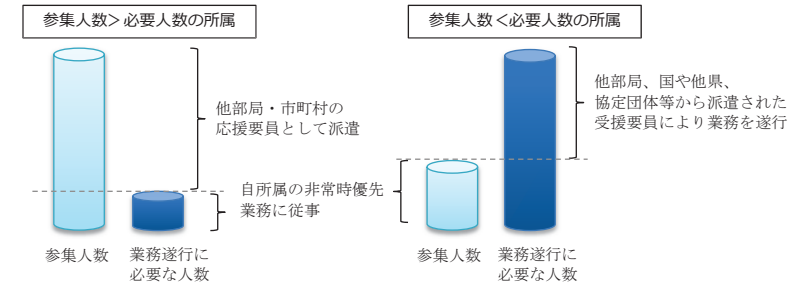 参集人数＞必要人数の所属
他部局・市町村の
応援要員として派遣
自所属の非常時優先
業務に従事
参集人数
業務遂行に
必要な人数
参集人数＜必要人数の所属
他部局、国や他県、
協定団体等から派遣された
受援要員により業務を遂行
参集人数
業務遂行に
必要な人数